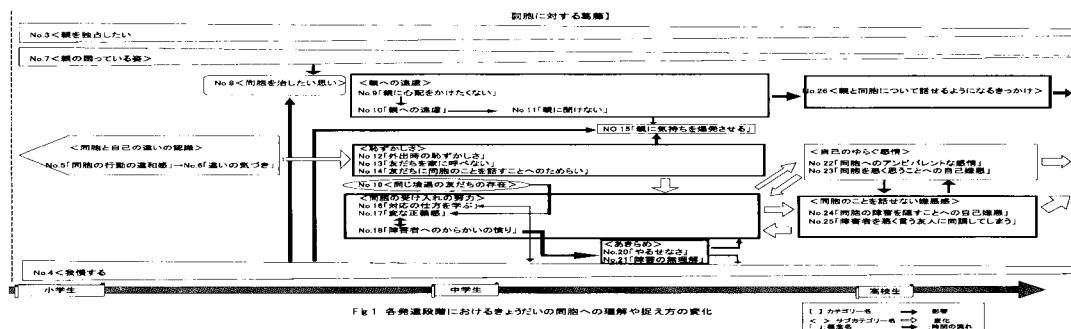 同胞に対する葛藤】
No.3<親を独占したい
No.7<親の困っている姿>
No8<同胞を治したい思い>
<親への遠慮>
No.9「親に心配をかけたくない」
No.10「親への遠慮」
No.11「親に聞けない」
No.26<親と同胞について話せるようになるきっかけ>
NO 15「親に気持ちを爆発させる」
<同胞と自己の違いの認識>
No.5「同胞の行動の違和感」→No.6「違いの気づき」
<恥ずかしさ>
No 12「外出時の恥ずかしさ」
No 13「友だちを家に呼べない」
No 14「友だちに同胞のことを話すことへのためらい」
<自己のゆらぐ感情>
No 22「同胞へのアンビバレントな感情」
No 23「同胞を悪く思うことへの自己嫌悪」
No 19<同じ境遇の友だちの存在>
<同胞の受け入れの努力>
No 16「対応の仕方を学ぶ」
No.17「変な正義感」
No.18「障害者へのからかいの憤り」
<同胞のことを話せない嫌悪感>
No.24「同胞の障害を隠すことへの自己嫌悪」
No.25「障害者を悪く言う友人に同調してしまう」
<あきらめ>
No.20「やるせなさ」
No.21「障害の無理解」
No.4<我慢する
小学生
中学生
高校生
Fig 1 各発達段階におけるきょうだいの同胞への理解や捉え方の変化
[ ] カテゴリー名
影響
< > サブカテゴリー名
変化
「 」概念名
時間の流れ